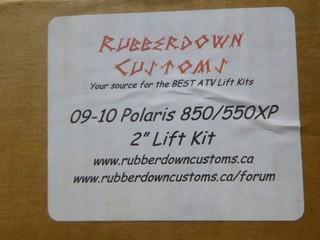 RUBBERDOWN
CUSTOMS
Your source for the BEST ATV Lift Kits
09-10 Polaris 850/550XP
2" Lift Kit
www.rubberdowncustoms.ca
www.rubberdowncustoms.ca/forum